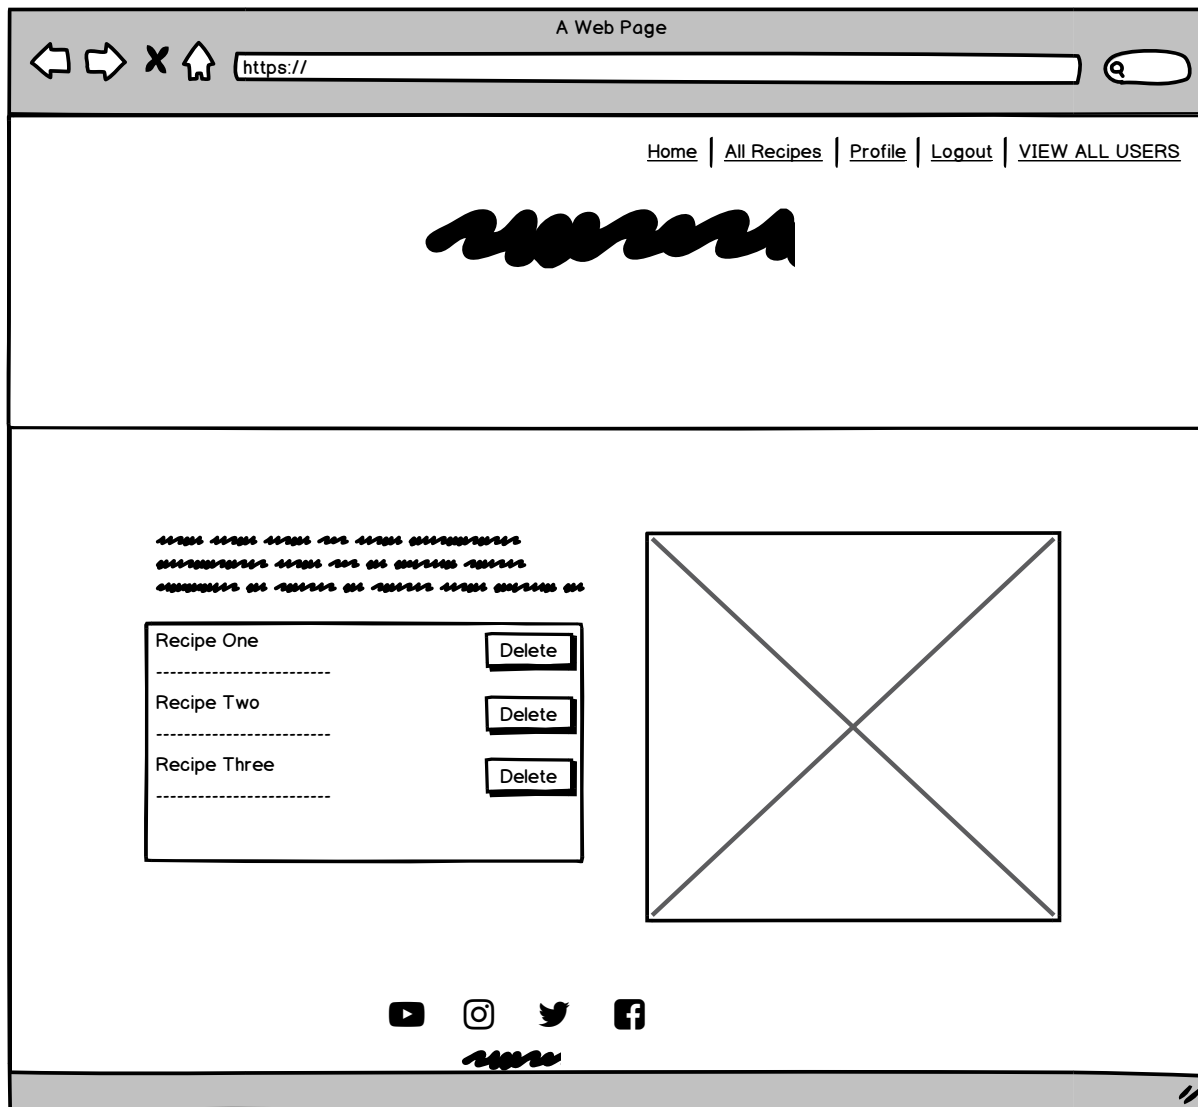 A Web Page
https://
Home | All Recipes | Profile | Logout | VIEW ALL USERS
Recipe One
Delete
-------------------------
Recipe Two
Delete
-------------------------
Recipe Three
Delete
-------------------------